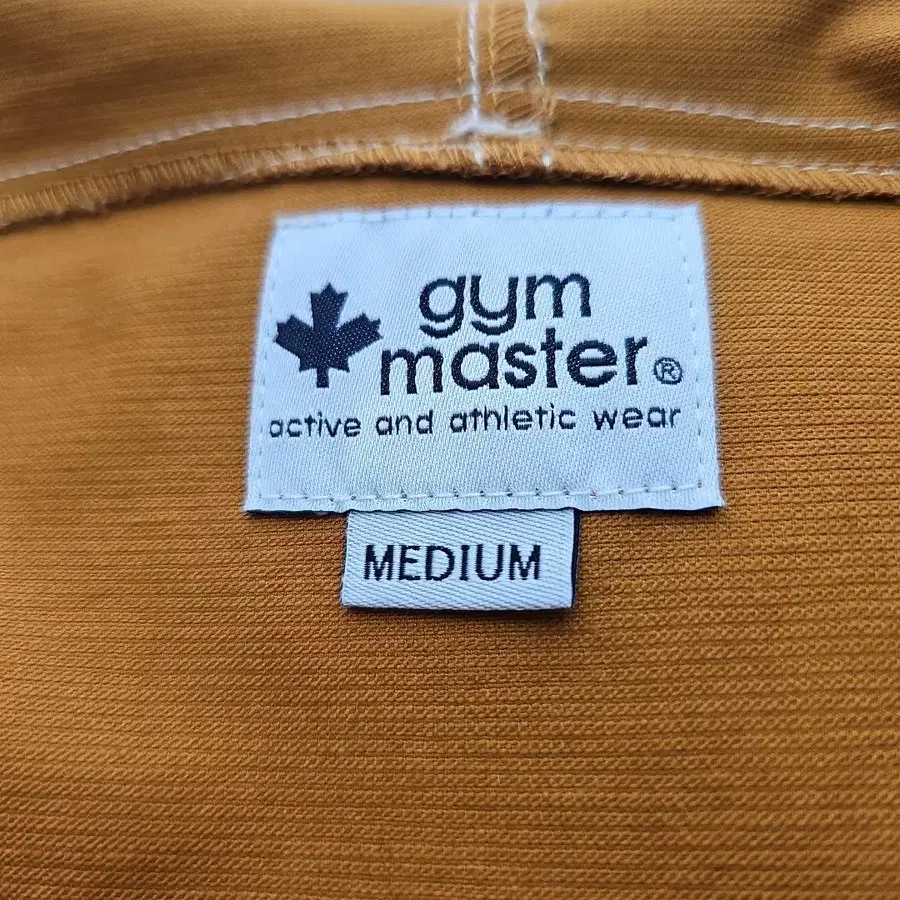 gym
master®
active and athletic wear
MEDIUM